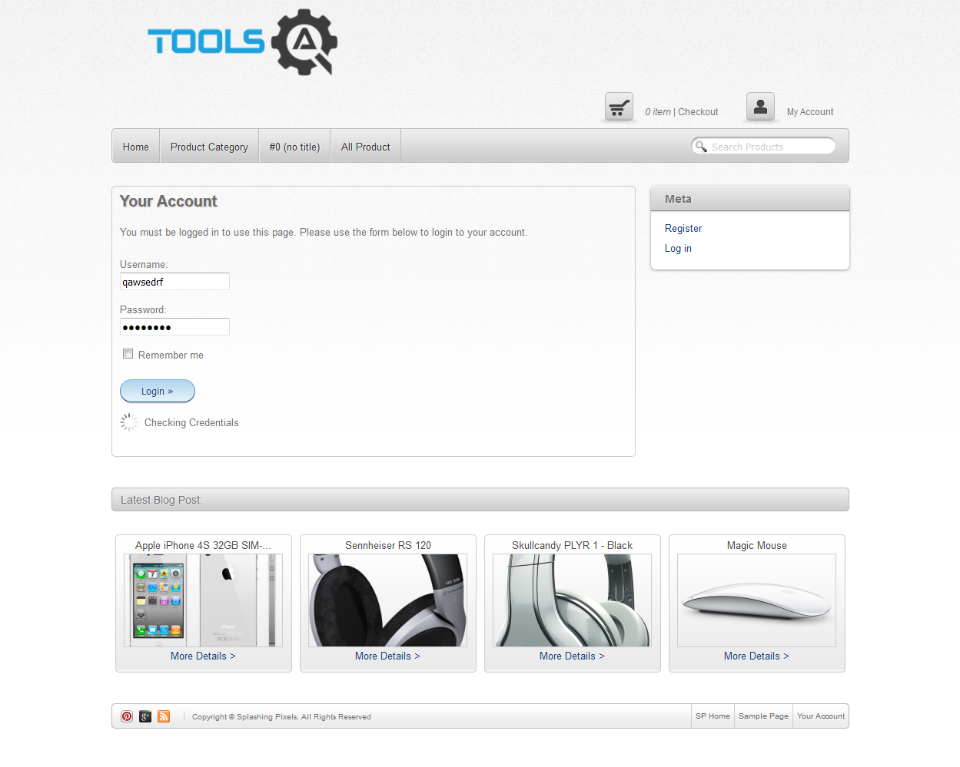 TOOLS QA
0 item | Checkout
My Account
Home
Product Category
#0 (no title)
All Product
Search Products
Your Account
You must be logged in to use this page. Please use the form below to login to your account.
Username:
qawsedrf
Password:
●●●●●●●●
Remember me
Login »
Checking Credentials
Meta
Register
Log in
Latest Blog Post:
Apple iPhone 4S 32GB SIM-...
Sennheiser RS 120
Skullcandy PLYR 1 - Black
Magic Mouse
More Details >
More Details >
More Details >
More Details >
Copyright © Splashing Pixels, All Rights Reserved
SP Home
Sample Page
Your Account